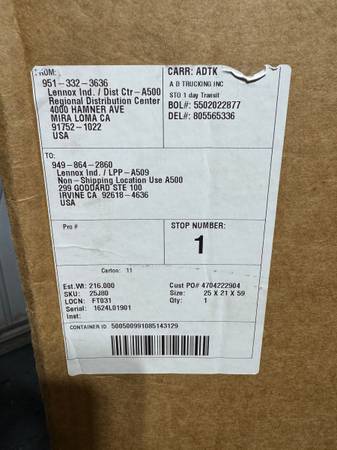 FROM:
951-332-3636
Lennox Ind. / Dist Ctr-A500
Regional Distribution Center
4000 HAMNER AVE
MIRA LOMA CA
91752-1022
USA
CARR: ADTK
A D TRUCKING INC
STO 1 day Transit
BOL#: 5502022877
DEL#: 805565336
TO:
949-864-2860
Lennox Ind. / LPP-A509
Non-Shipping Location Use A500
299 GODDARD STE 100
IRVINE CA 92618-4636
USA
Pro #
STOP NUMBER:
1
Carton: 11
Est.Wt: 216.000
SKU: 25J80
LOCN: FT031
Serial: 1624L01901
Inst:
Cust PO# 4704222904
Size: 25 X 21 X 59
Qty: 1
CONTAINER ID. 500500991085143129